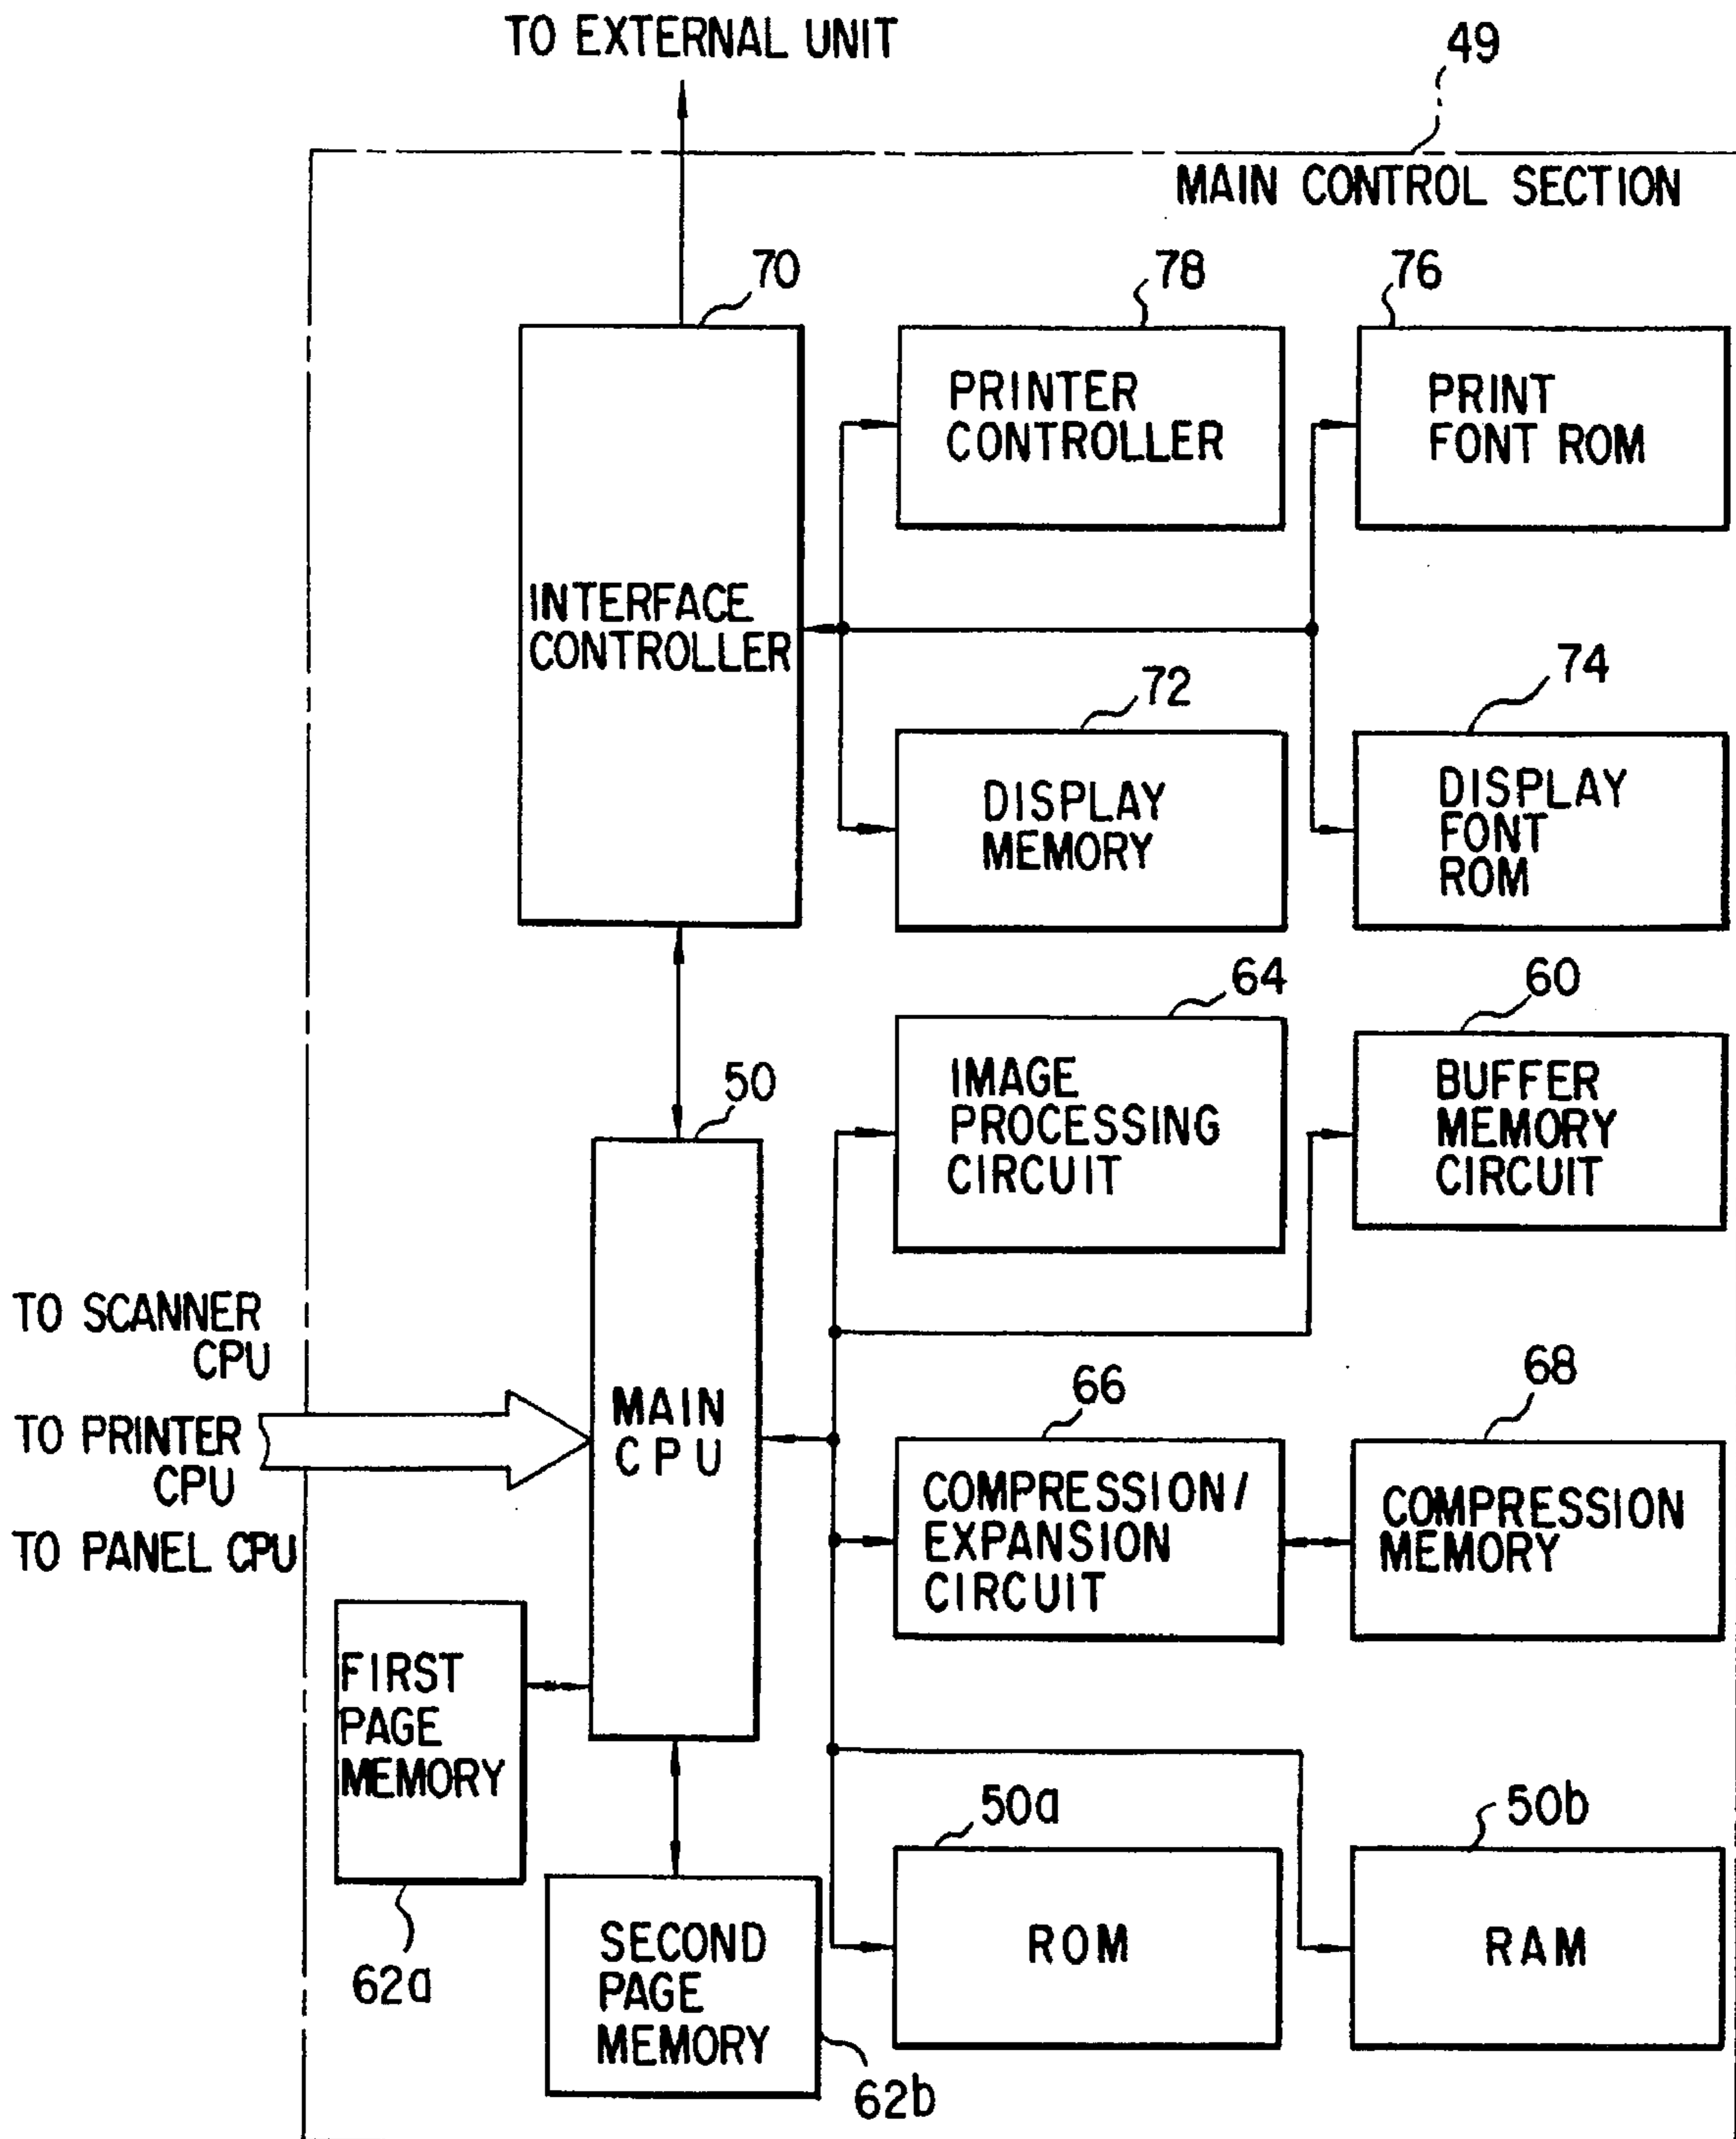 TO EXTERNAL UNIT
49
MAIN CONTROL SECTION
70
78
76
PRINTER
CONTROLLER
PRINT
FONT ROM
INTERFACE
CONTROLLER
72
74
DISPLAY
MEMORY
DISPLAY
FONT
ROM
64
60
IMAGE
PROCESSING
CIRCUIT
BUFFER
MEMORY
CIRCUIT
50
TO SCANNER
CPU
TO PRINTER
CPU
TO PANEL CPU
MAIN
CPU
66
68
COMPRESSION/
EXPANSION
CIRCUIT
COMPRESSION
MEMORY
FIRST
PAGE
MEMORY
62a
50a
50b
ROM
RAM
SECOND
PAGE
MEMORY
62b